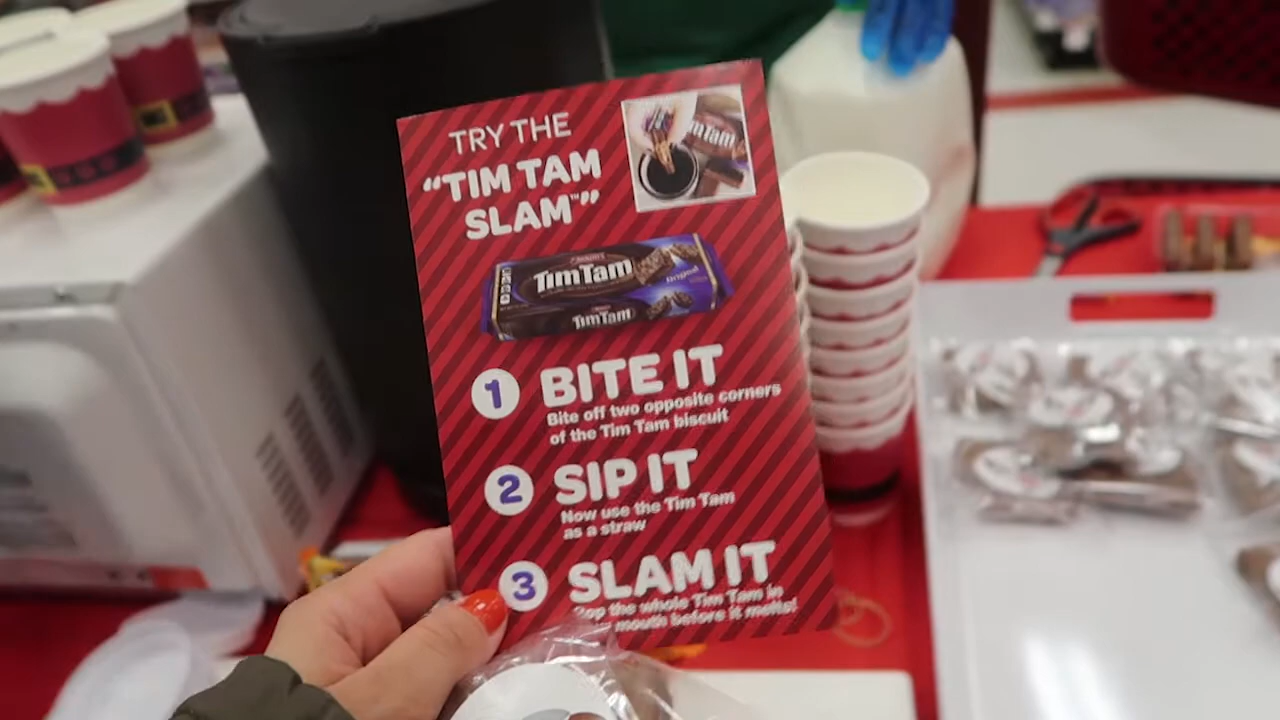 TRY THE
"TIM TAM
SLAM™"
TimTam
Original
TimTam
1 BITE IT
Bite off two opposite corners
of the Tim Tam biscuit
2 SIP IT
Now use the Tim Tam
as a straw
3 SLAM IT
the whole Tim Tam in
mouth before it melts!